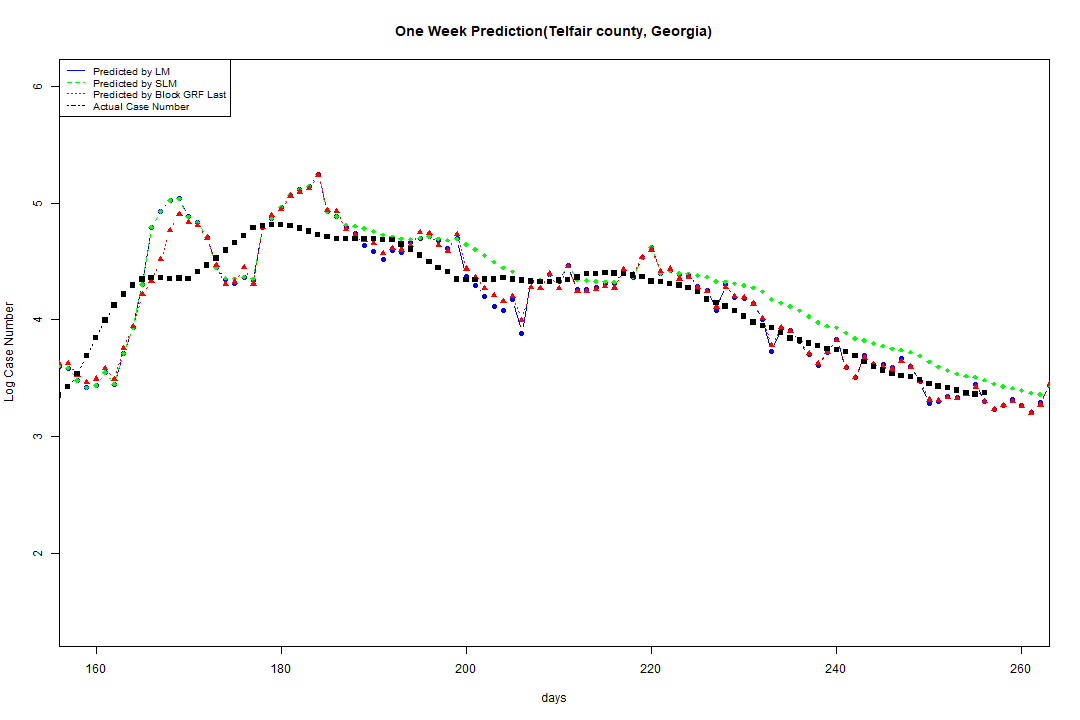 One Week Prediction(Telfair county, Georgia)
Predicted by LM
Predicted by SLM
Predicted by Block GRF Last
Actual Case Number
Log Case Number
6
5
4
3
2
160 180 200 220 240 260
days